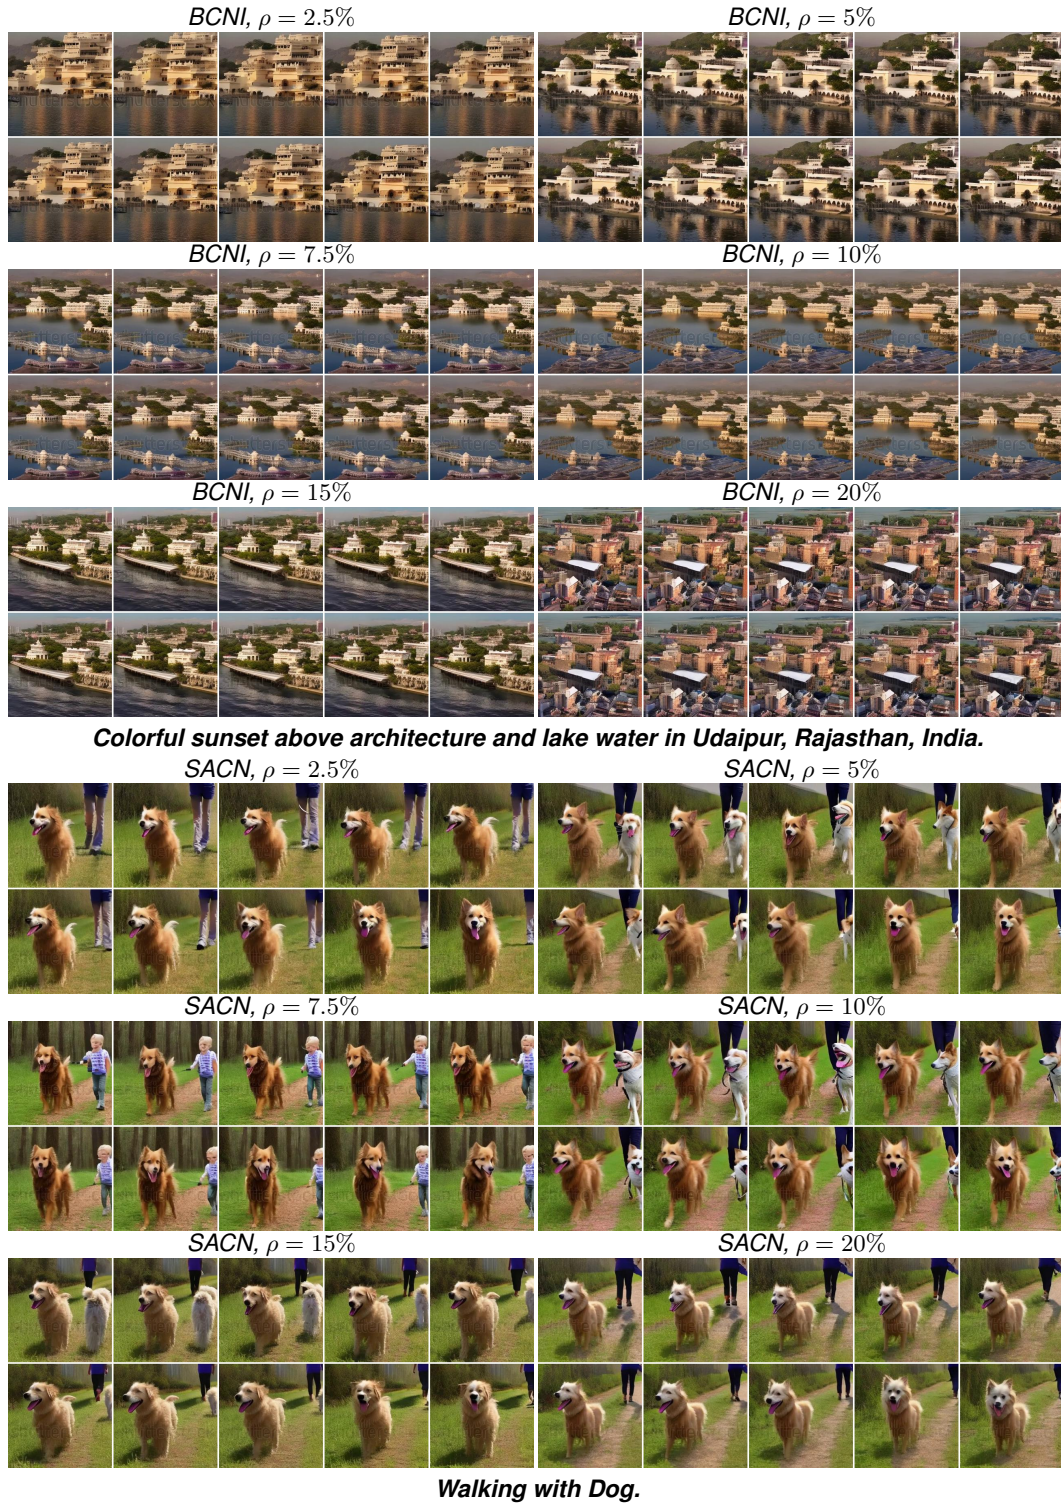 BCNI, ρ = 2.5%
BCNI, ρ = 5%
BCNI, ρ = 7.5%
BCNI, ρ = 10%
BCNI, ρ = 15%
BCNI, ρ = 20%
Colorful sunset above architecture and lake water in Udaipur, Rajasthan, India.
SACN, ρ = 2.5%
SACN, ρ = 5%
SACN, ρ = 7.5%
SACN, ρ = 10%
SACN, ρ = 15%
SACN, ρ = 20%
Walking with Dog.